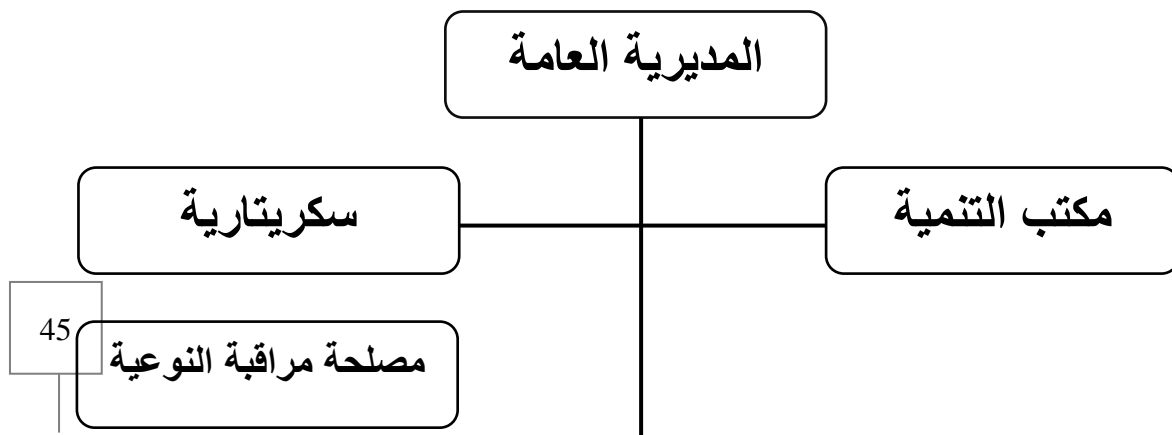 المديرية العامة
مكتب التنمية
سكريتارية
مصلحة مراقبة النوعية
45